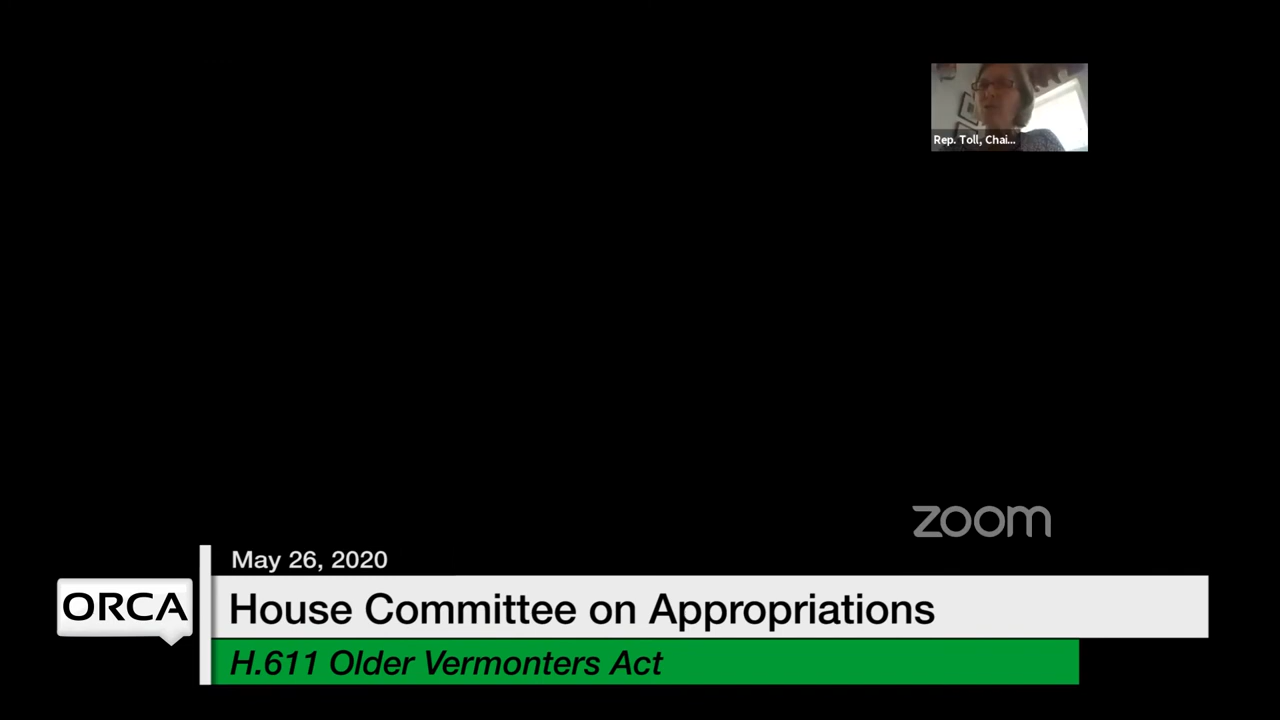 Rep. Toll, Chai...
zoom
May 26, 2020
ORCA
House Committee on Appropriations
H.611 Older Vermonters Act